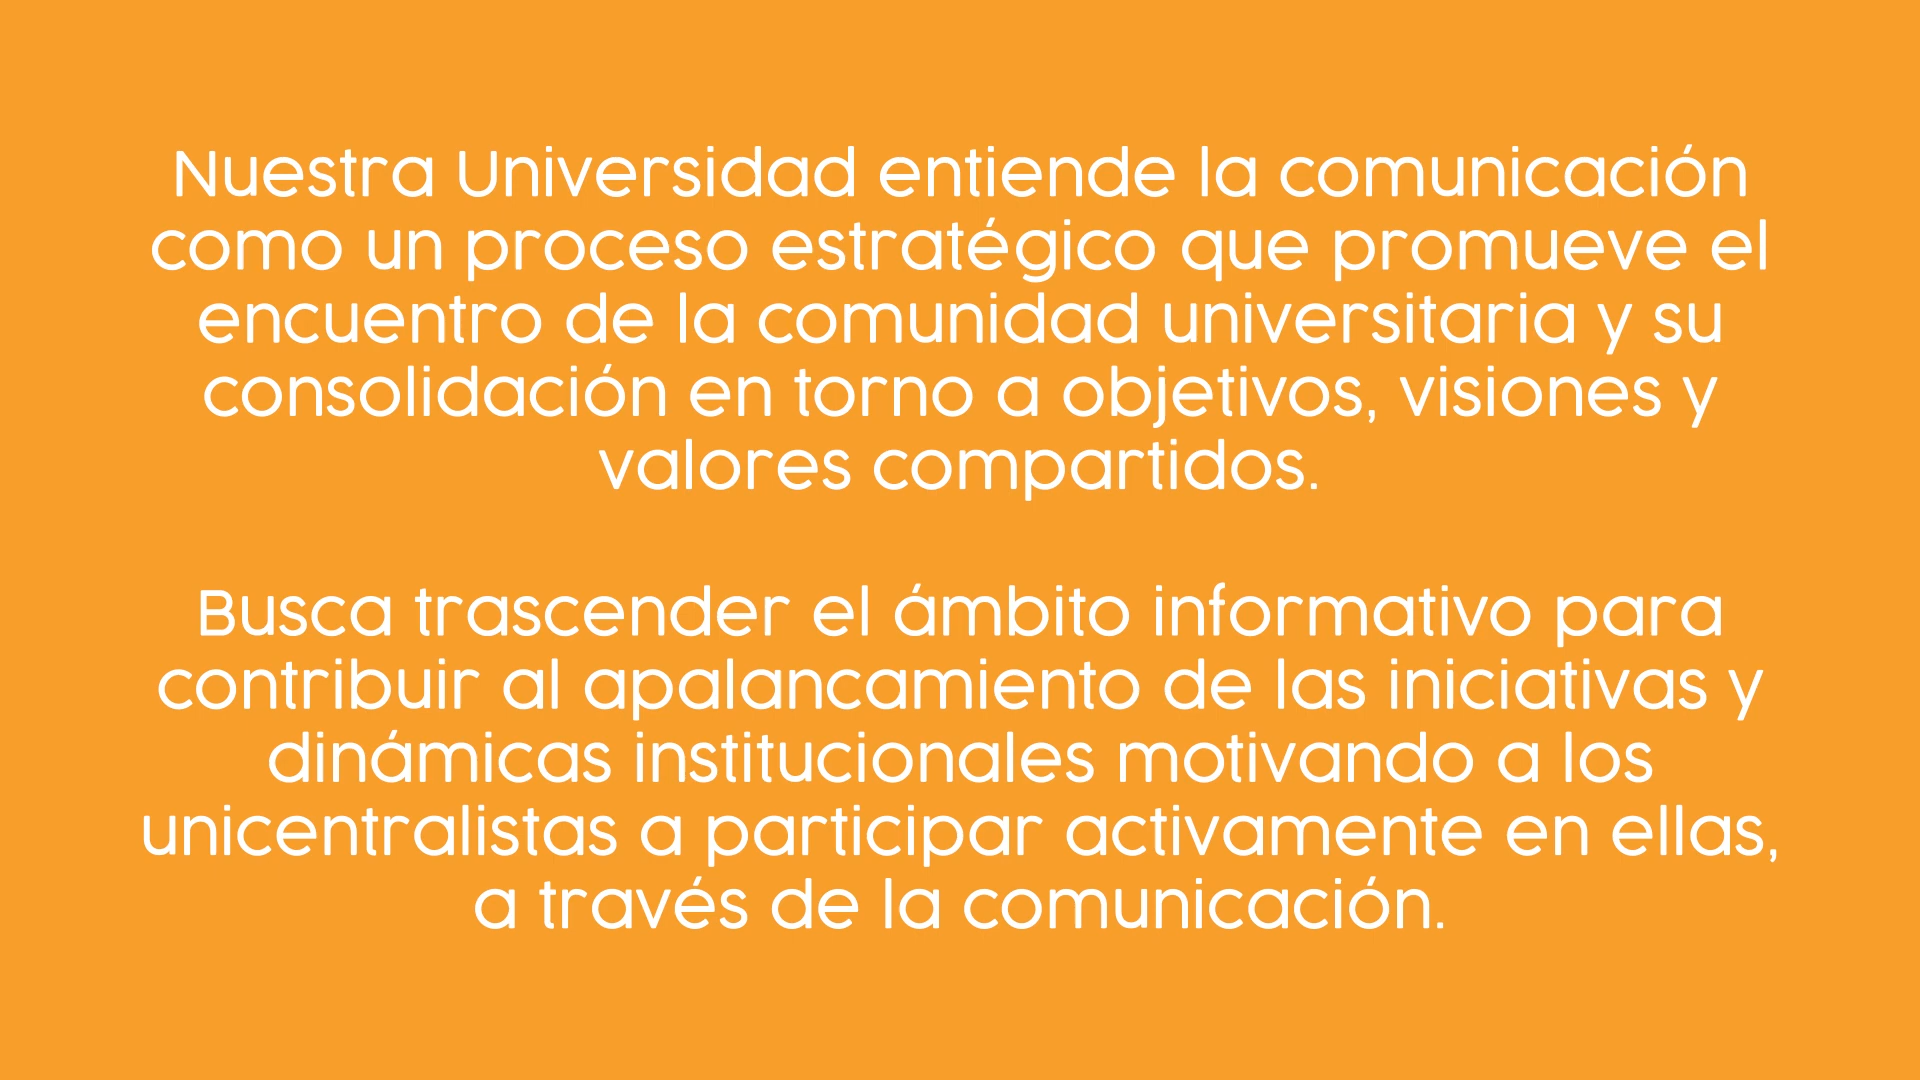 Nuestra Universidad entiende la comunicación
como un proceso estratégico que promueve el
encuentro de la comunidad universitaria y su
consolidación en torno a objetivos, visiones y
valores compartidos.
Busca trascender el ámbito informativo para
contribuir al apalancamiento de las iniciativas y
dinámicas institucionales motivando a los
unicentralistas a participar activamente en ellas,
a través de la comunicación.